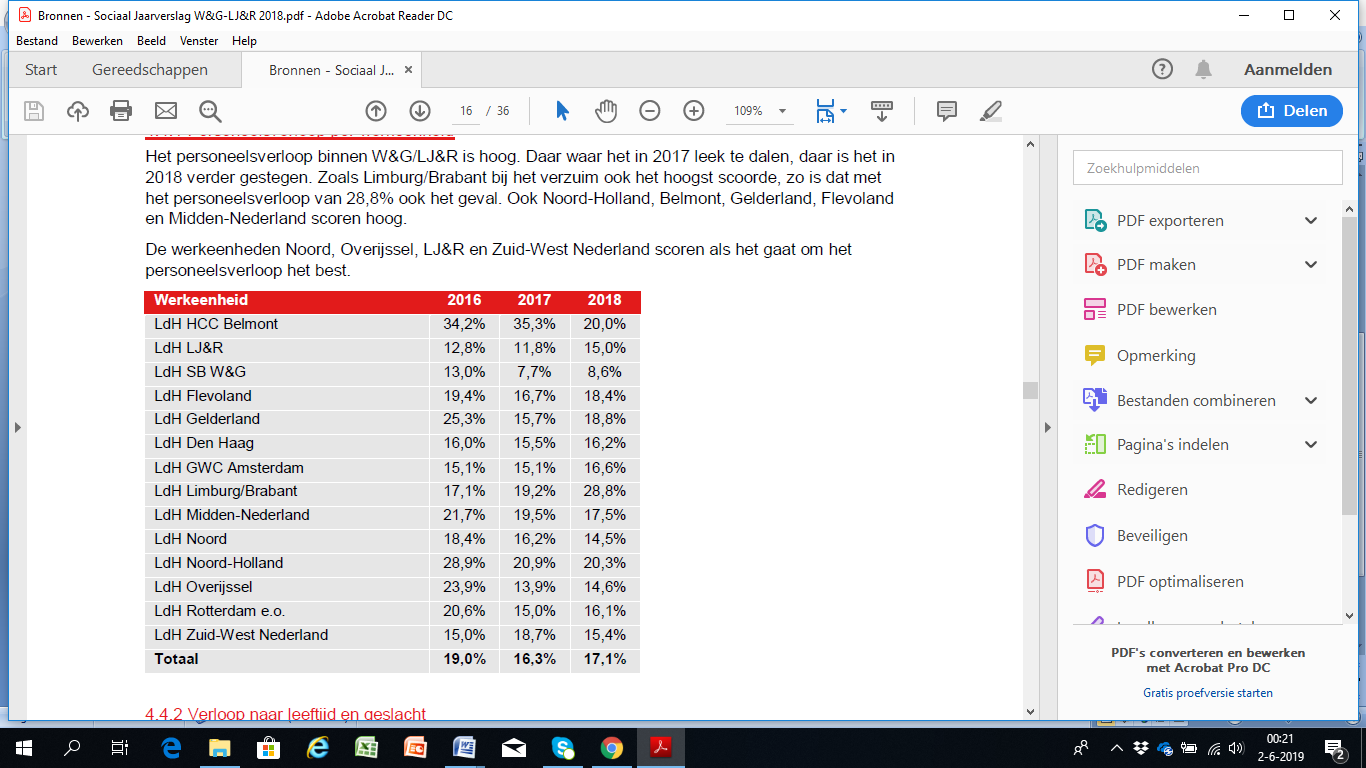 Bronnen - Sociaal Jaarverslag W&G-LJ&R 2018.pdf - Adobe Acrobat Reader DC
Bestand Bewerken Beeld Venster Help
Start Gereedschappen Bronnen - Sociaal J... × Aanmelden
16 / 36 109% Delen
Het personeelsverloop binnen W&G/LJ&R is hoog. Daar waar het in 2017 leek te dalen, daar is het in
2018 verder gestegen. Zoals Limburg/Brabant bij het verzuim ook het hoogst scoorde, zo is dat met
het personeelsverloop van 28,8% ook het geval. Ook Noord-Holland, Belmont, Gelderland, Flevoland
en Midden-Nederland scoren hoog.
De werkeenheden Noord, Overijssel, LJ&R en Zuid-West Nederland scoren als het gaat om het
personeelsverloop het best.
Werkeenheid 2016 2017 2018
LdH HCC Belmont 34,2% 35,3% 20,0%
LdH LJ&R 12,8% 11,8% 15,0%
LdH SB W&G 13,0% 7,7% 8,6%
LdH Flevoland 19,4% 16,7% 18,4%
LdH Gelderland 25,3% 15,7% 18,8%
LdH Den Haag 16,0% 15,5% 16,2%
LdH GWC Amsterdam 15,1% 15,1% 16,6%
LdH Limburg/Brabant 17,1% 19,2% 28,8%
LdH Midden-Nederland 21,7% 19,5% 17,5%
LdH Noord 18,4% 16,2% 14,5%
LdH Noord-Holland 28,9% 20,9% 20,3%
LdH Overijssel 23,9% 13,9% 14,6%
LdH Rotterdam e.o. 20,6% 15,0% 16,1%
LdH Zuid-West Nederland 15,0% 18,7% 15,4%
Totaal 19,0% 16,3% 17,1%
4.4.2 Verloop naar leeftijd en geslacht
Zoekhulpmiddelen
PDF exporteren
PDF maken
PDF bewerken
Opmerking
Bestanden combineren
Pagina's indelen
Redigeren
Beveiligen
PDF optimaliseren
PDF's converteren en bewerken
met Acrobat Pro DC
Gratis proefversie starten
00:21
2-6-2019
2